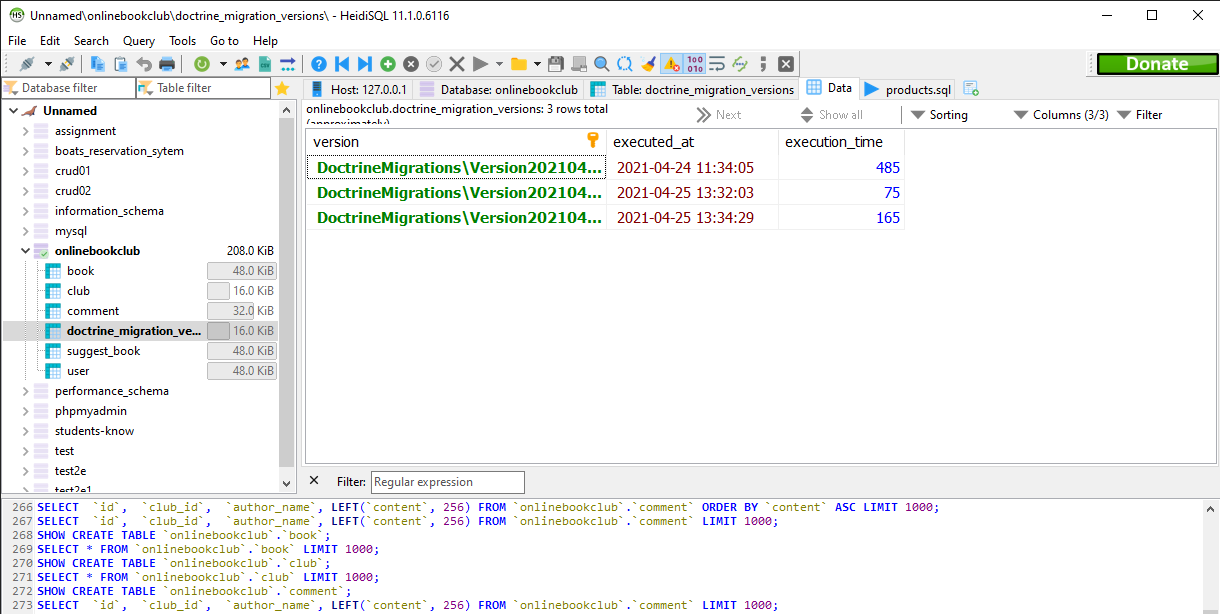 Unnamed\onlinebookclub\doctrine_migration_versions\ - HeidiSQL 11.1.0.6116
File Edit Search Query Tools Go to Help
Donate
Database filter
Table filter
Host: 127.0.0.1
Database: onlinebookclub
Table: doctrine_migration_versions
Data
products.sql
onlinebookclub.doctrine_migration_versions: 3 rows total
(approximately)
Next
Show all
Sorting
Columns (3/3)
Filter
Unnamed
assignment
boats_reservation_sytem
crud01
crud02
information_schema
mysql
onlinebookclub 208.0 KiB
book 48.0 KiB
club 16.0 KiB
comment 32.0 KiB
doctrine_migration_ve... 16.0 KiB
suggest_book 48.0 KiB
user 48.0 KiB
performance_schema
phpmyadmin
students-know
test
test2e
test2e1
version executed_at execution_time
DoctrineMigrations\Version202104... 2021-04-24 11:34:05 485
DoctrineMigrations\Version202104... 2021-04-25 13:32:03 75
DoctrineMigrations\Version202104... 2021-04-25 13:34:29 165
Filter: Regular expression
266 SELECT `id`, `club_id`, `author_name`, LEFT(`content`, 256) FROM `onlinebookclub`.`comment` ORDER BY `content` ASC LIMIT 1000;
267 SELECT `id`, `club_id`, `author_name`, LEFT(`content`, 256) FROM `onlinebookclub`.`comment` LIMIT 1000;
268 SHOW CREATE TABLE `onlinebookclub`.`book`;
269 SELECT * FROM `onlinebookclub`.`book` LIMIT 1000;
270 SHOW CREATE TABLE `onlinebookclub`.`club`;
271 SELECT * FROM `onlinebookclub`.`club` LIMIT 1000;
272 SHOW CREATE TABLE `onlinebookclub`.`comment`;
273 SELECT `id`, `club_id`, `author_name`, LEFT(`content`, 256) FROM `onlinebookclub`.`comment` LIMIT 1000;